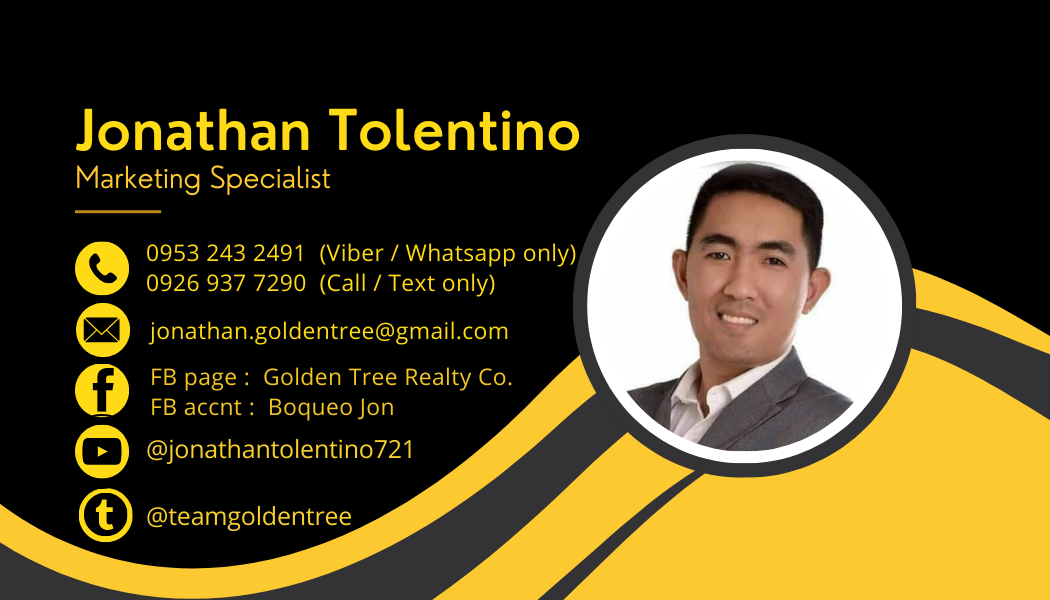 Jonathan Tolentino
Marketing Specialist
0953 243 2491 (Viber / Whatsapp only)
0926 937 7290 (Call / Text only)
jonathan.goldentree@gmail.com
FB page : Golden Tree Realty Co.
FB accnt : Boqueo Jon
@jonathantolentino721
@teamgoldentree